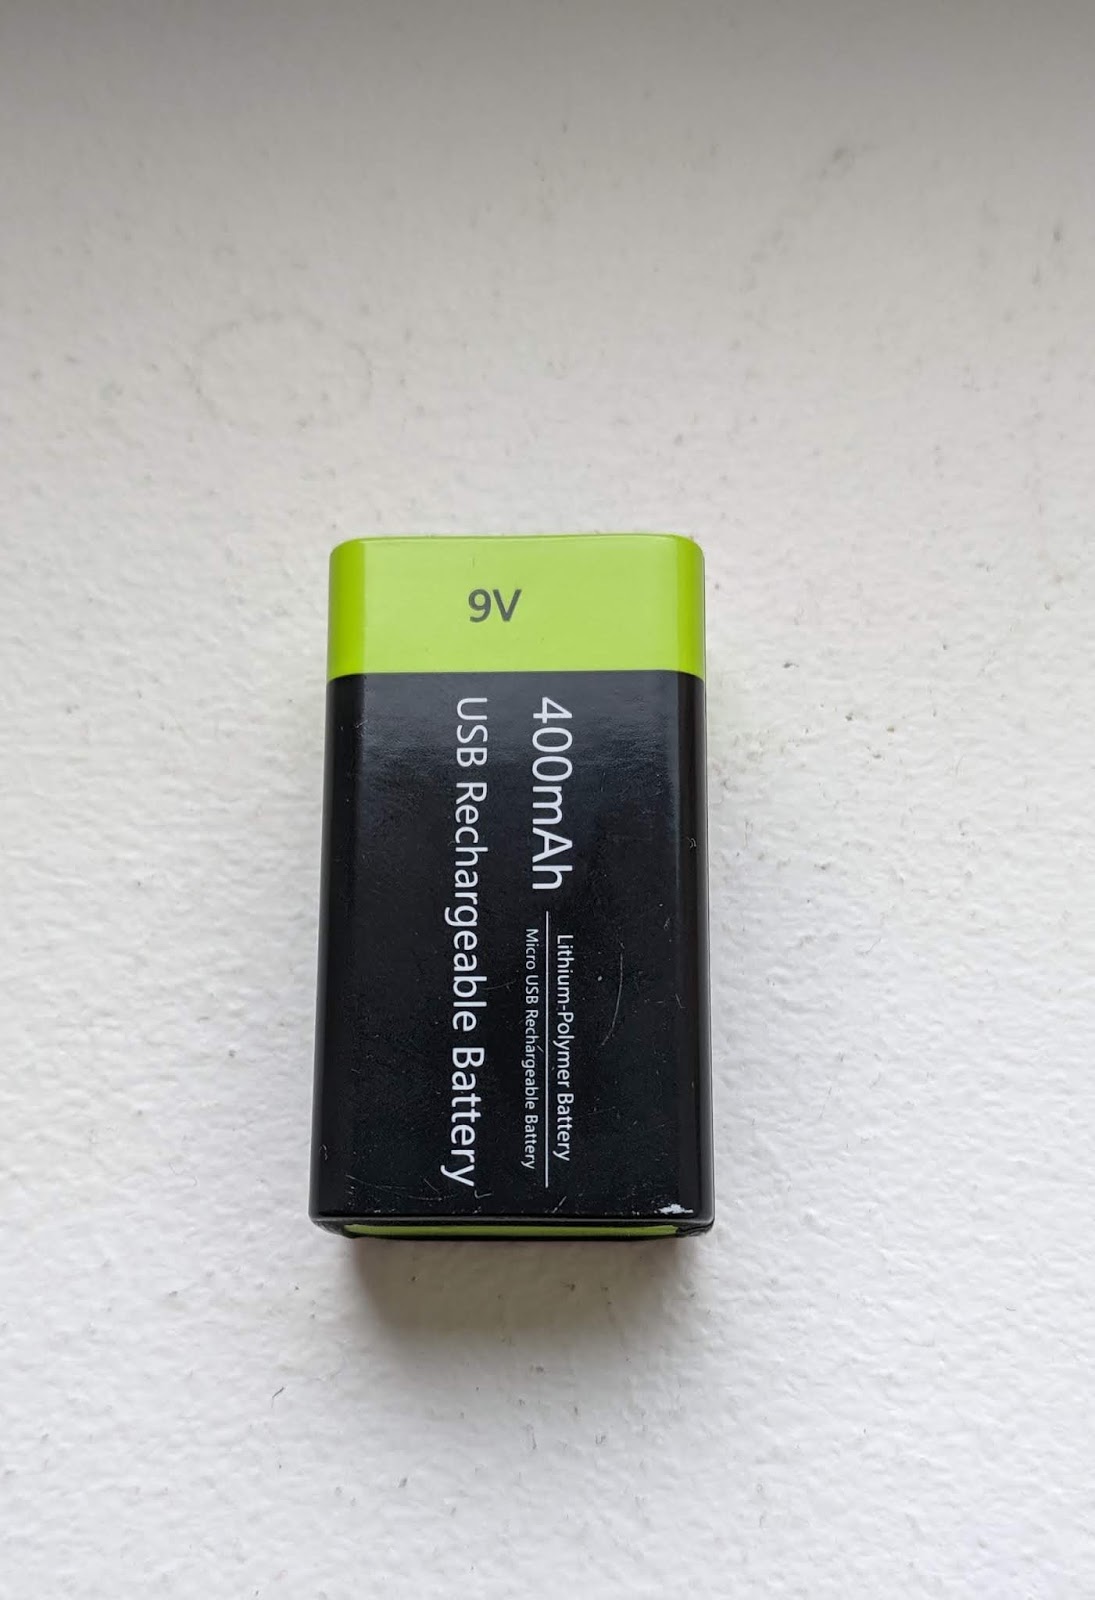 9V
400mAh
Lithium-Polymer Battery
Micro USB Rechargeable Battery
USB Rechargeable Battery